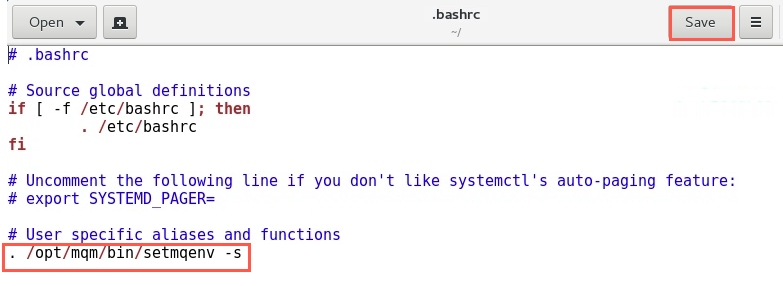 Open
.bashrc
~/
Save
# .bashrc
# Source global definitions
if [ -f /etc/bashrc ]; then
        . /etc/bashrc
fi
# Uncomment the following line if you don't like systemctl's auto-paging feature:
# export SYSTEMD_PAGER=
# User specific aliases and functions
. /opt/mqm/bin/setmqenv -s